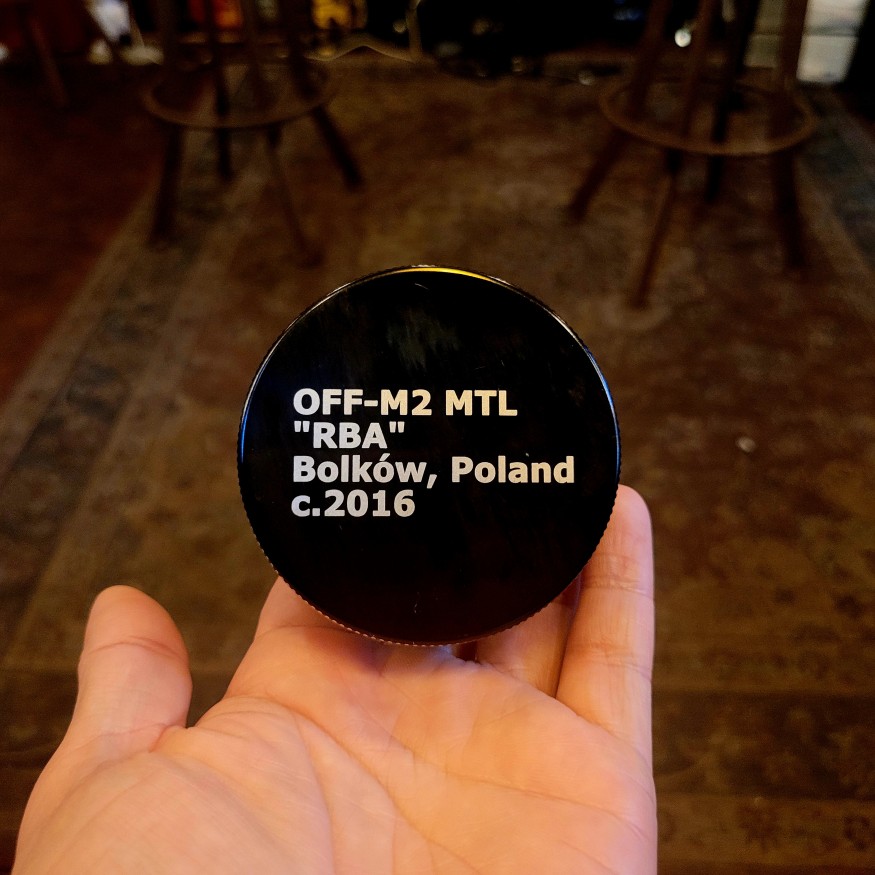 OFF-M2 MTL
"RBA"
Bolków, Poland
c.2016